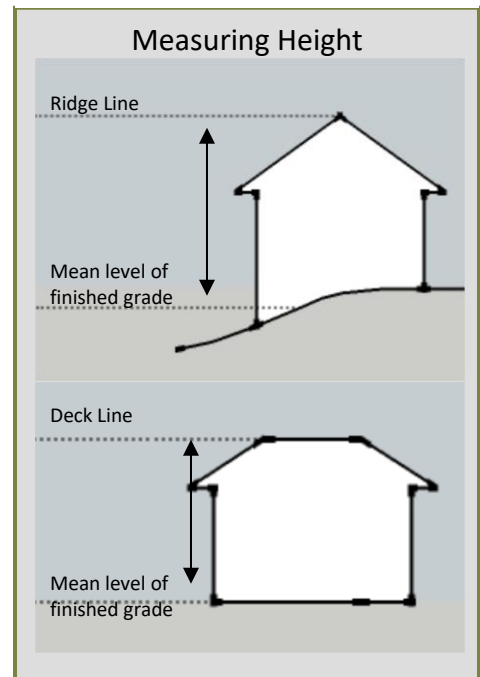 Measuring Height
Ridge Line
Mean level of
finished grade
Deck Line
Mean level of
finished grade